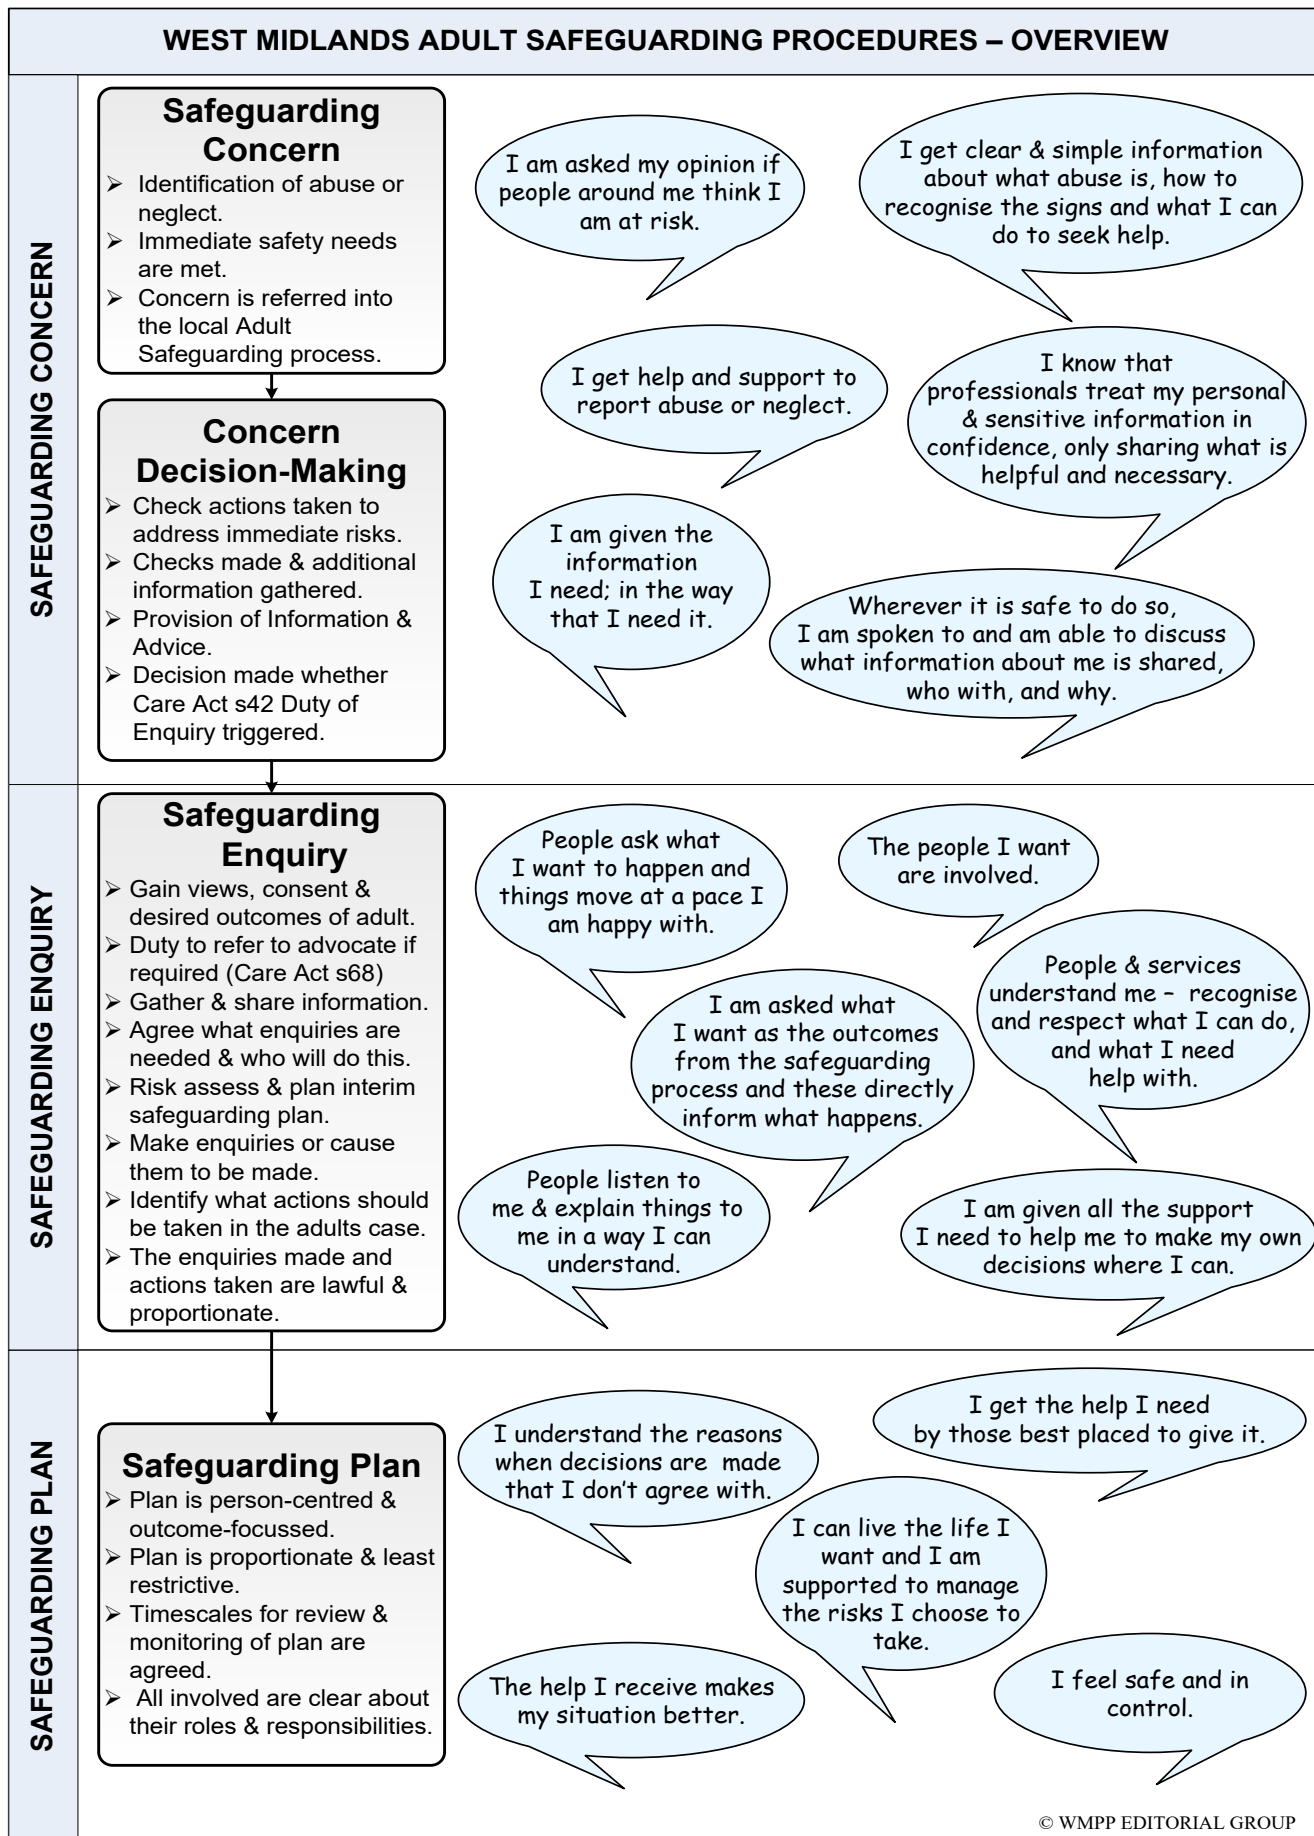 WEST MIDLANDS ADULT SAFEGUARDING PROCEDURES – OVERVIEW
SAFEGUARDING CONCERN
Safeguarding
Concern
➢ Identification of abuse or
neglect.
➢ Immediate safety needs
are met.
➢ Concern is referred into
the local Adult
Safeguarding process.
Concern
Decision-Making
➢ Check actions taken to
address immediate risks.
➢ Checks made & additional
information gathered.
➢ Provision of Information &
Advice.
➢ Decision made whether
Care Act s42 Duty of
Enquiry triggered.
I am asked my opinion if
people around me think I
am at risk.
I get clear & simple information
about what abuse is, how to
recognise the signs and what I can
do to seek help.
I get help and support to
report abuse or neglect.
I know that
professionals treat my personal
& sensitive information in
confidence, only sharing what is
helpful and necessary.
I am given the
information
I need; in the way
that I need it.
Wherever it is safe to do so,
I am spoken to and am able to discuss
what information about me is shared,
who with, and why.
SAFEGUARDING ENQUIRY
Safeguarding
Enquiry
➢ Gain views, consent &
desired outcomes of adult.
➢ Duty to refer to advocate if
required (Care Act s68)
➢ Gather & share information.
➢ Agree what enquiries are
needed & who will do this.
➢ Risk assess & plan interim
safeguarding plan.
➢ Make enquiries or cause
them to be made.
➢ Identify what actions should
be taken in the adults case.
➢ The enquiries made and
actions taken are lawful &
proportionate.
People ask what
I want to happen and
things move at a pace I
am happy with.
The people I want
are involved.
People & services
understand me – recognise
and respect what I can do,
and what I need
help with.
I am asked what
I want as the outcomes
from the safeguarding
process and these directly
inform what happens.
People listen to
me & explain things to
me in a way I can
understand.
I am given all the support
I need to help me to make my own
decisions where I can.
SAFEGUARDING PLAN
Safeguarding Plan
➢ Plan is person-centred &
outcome-focussed.
➢ Plan is proportionate & least
restrictive.
➢ Timescales for review &
monitoring of plan are
agreed.
➢ All involved are clear about
their roles & responsibilities.
I understand the reasons
when decisions are made
that I don't agree with.
I get the help I need
by those best placed to give it.
I can live the life I
want and I am
supported to manage
the risks I choose to
take.
The help I receive makes
my situation better.
I feel safe and in
control.
© WMPP EDITORIAL GROUP